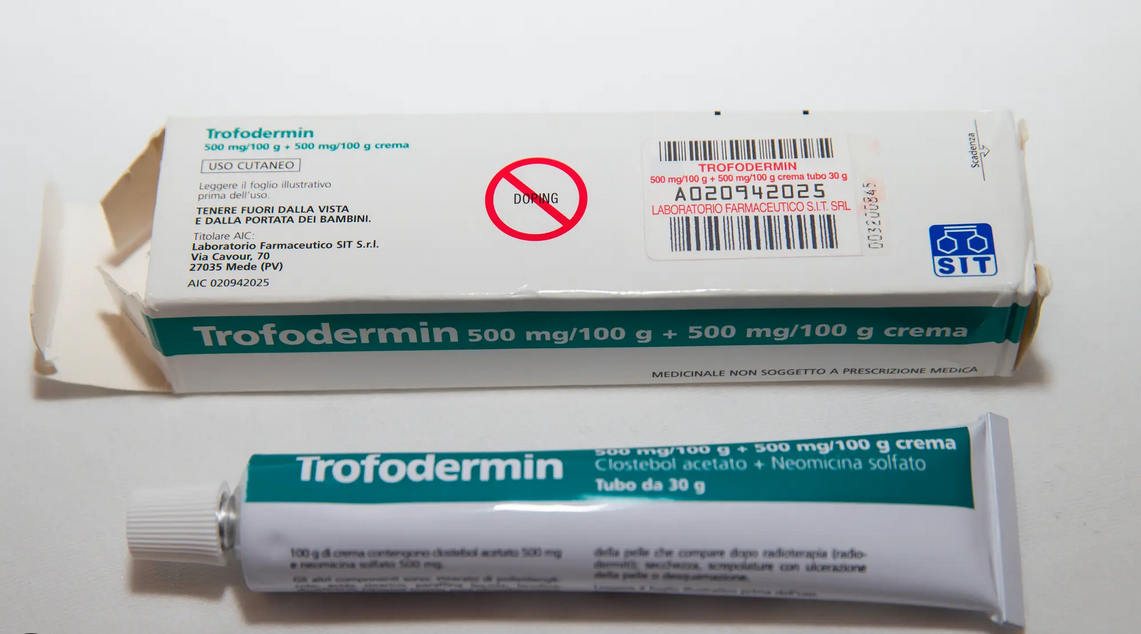 Trofodermin
500 mg/100 g + 500 mg/100 g crema
USO CUTANEO
Leggere il foglio illustrativo
prima dell'uso.
TENERE FUORI DALLA VISTA
E DALLA PORTATA DEI BAMBINI.
Titolare AIC:
Laboratorio Farmaceutico SIT S.r.l.
Via Cavour, 70
27035 Mede (PV)
AIC 020942025
DOPING
TROFODERMIN
500 mg/100 g + 500 mg/100 g crema tubo 30 g
A020942025
LABORATORIO FARMACEUTICO S.I.T. SRL
Scadenza
SIT
Trofodermin 500 mg/100 g + 500 mg/100 g crema
MEDICINALE NON SOGGETTO A PRESCRIZIONE MEDICA
Trofodermin
500 mg/100 g + 500 mg/100 g crema
Clostebol acetato + Neomicina solfato
Tubo da 30 g
100 g di crema contengono clostebol acetato 500 mg
e neomicina solfato 500 mg.
della pelle che compare dopo radioterapia (radio-
dermiti); secchezza, screpolature con ulcerazione
della pelle o desquamazione.